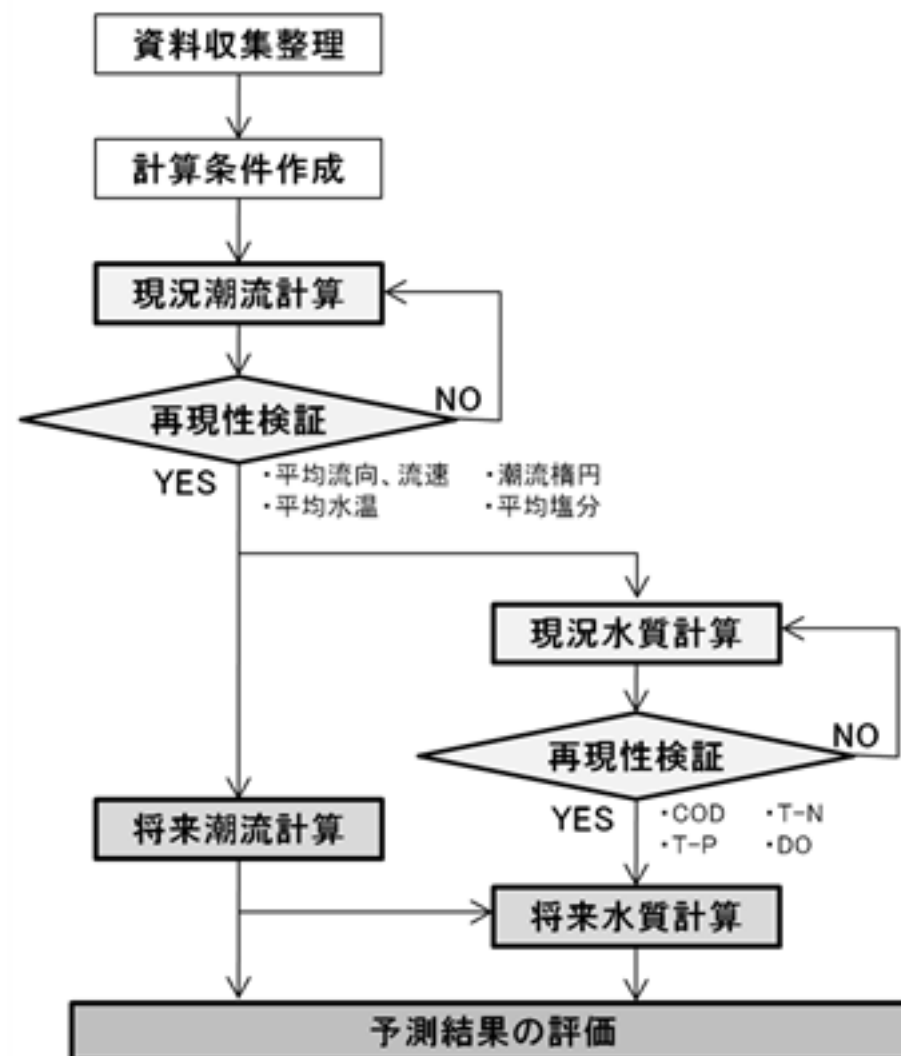 資料収集整理
計算条件作成
現況潮流計算
再現性検証
NO
YES
・平均流向、流速 ・潮流楕円
・平均水温 ・平均塩分
現況水質計算
再現性検証
NO
YES
・COD ・T-N
・T-P ・DO
将来潮流計算
将来水質計算
予測結果の評価